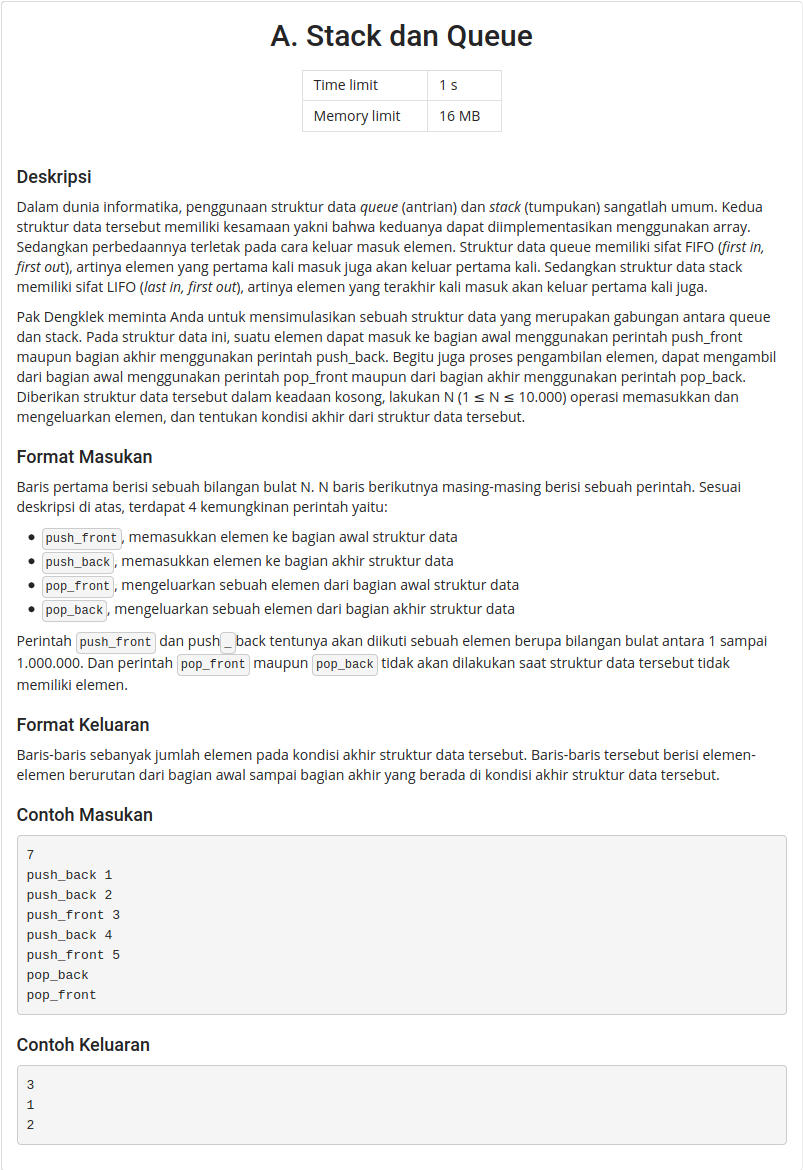 A. Stack dan Queue
Time limit 1 s
Memory limit 16 MB
Deskripsi
Dalam dunia informatika, penggunaan struktur data queue (antrian) dan stack (tumpukan) sangatlah umum. Kedua
struktur data tersebut memiliki kesamaan yakni bahwa keduanya dapat diimplementasikan menggunakan array.
Sedangkan perbedaannya terletak pada cara keluar masuk elemen. Struktur data queue memiliki sifat FIFO (first in,
first out), artinya elemen yang pertama kali masuk juga akan keluar pertama kali. Sedangkan struktur data stack
memiliki sifat LIFO (last in, first out), artinya elemen yang terakhir kali masuk akan keluar pertama kali juga.
Pak Dengklek meminta Anda untuk mensimulasikan sebuah struktur data yang merupakan gabungan antara queue
dan stack. Pada struktur data ini, suatu elemen dapat masuk ke bagian awal menggunakan perintah push_front
maupun bagian akhir menggunakan perintah push_back. Begitu juga proses pengambilan elemen, dapat mengambil
dari bagian awal menggunakan perintah pop_front maupun dari bagian akhir menggunakan perintah pop_back.
Diberikan struktur data tersebut dalam keadaan kosong, lakukan N (1 ≤ N ≤ 10.000) operasi memasukkan dan
mengeluarkan elemen, dan tentukan kondisi akhir dari struktur data tersebut.
Format Masukan
Baris pertama berisi sebuah bilangan bulat N. N baris berikutnya masing-masing berisi sebuah perintah. Sesuai
deskripsi di atas, terdapat 4 kemungkinan perintah yaitu:
• push_front, memasukkan elemen ke bagian awal struktur data
• push_back, memasukkan elemen ke bagian akhir struktur data
• pop_front, mengeluarkan sebuah elemen dari bagian awal struktur data
• pop_back, mengeluarkan sebuah elemen dari bagian akhir struktur data
Perintah push_front dan push_back tentunya akan diikuti sebuah elemen berupa bilangan bulat antara 1 sampai
1.000.000. Dan perintah pop_front maupun pop_back tidak akan dilakukan saat struktur data tersebut tidak
memiliki elemen.
Format Keluaran
Baris-baris sebanyak jumlah elemen pada kondisi akhir struktur data tersebut. Baris-baris tersebut berisi elemen-
elemen berurutan dari bagian awal sampai bagian akhir yang berada di kondisi akhir struktur data tersebut.
Contoh Masukan
7
push_back 1
push_back 2
push_front 3
push_back 4
push_front 5
pop_back
pop_front
Contoh Keluaran
3
1
2